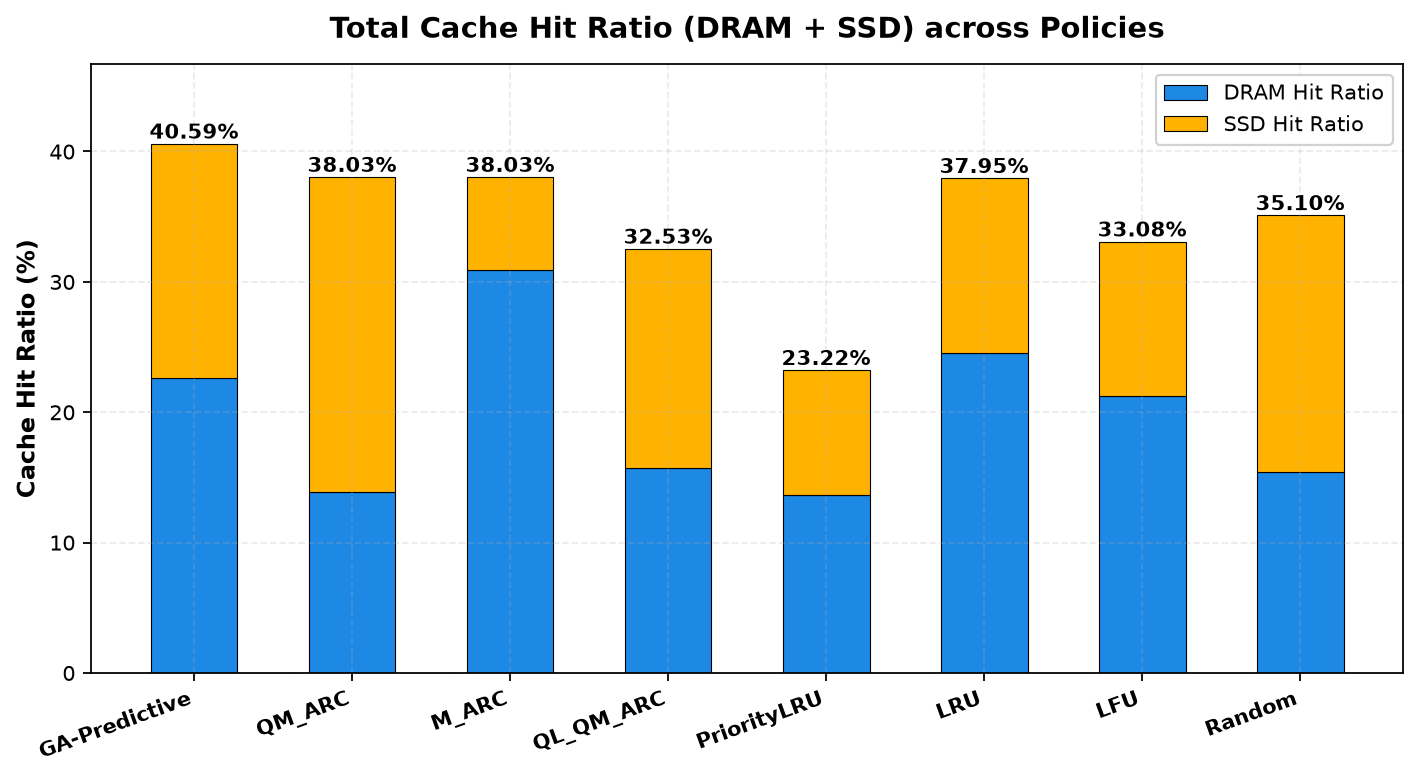 Total Cache Hit Ratio (DRAM + SSD) across Policies
DRAM Hit Ratio
SSD Hit Ratio
Cache Hit Ratio (%)
40
30
20
10
0
40.59%
38.03%
38.03%
32.53%
23.22%
37.95%
33.08%
35.10%
GA-Predictive
QM_ARC
M_ARC
QL_QM_ARC
PriorityLRU
LRU
LFU
Random